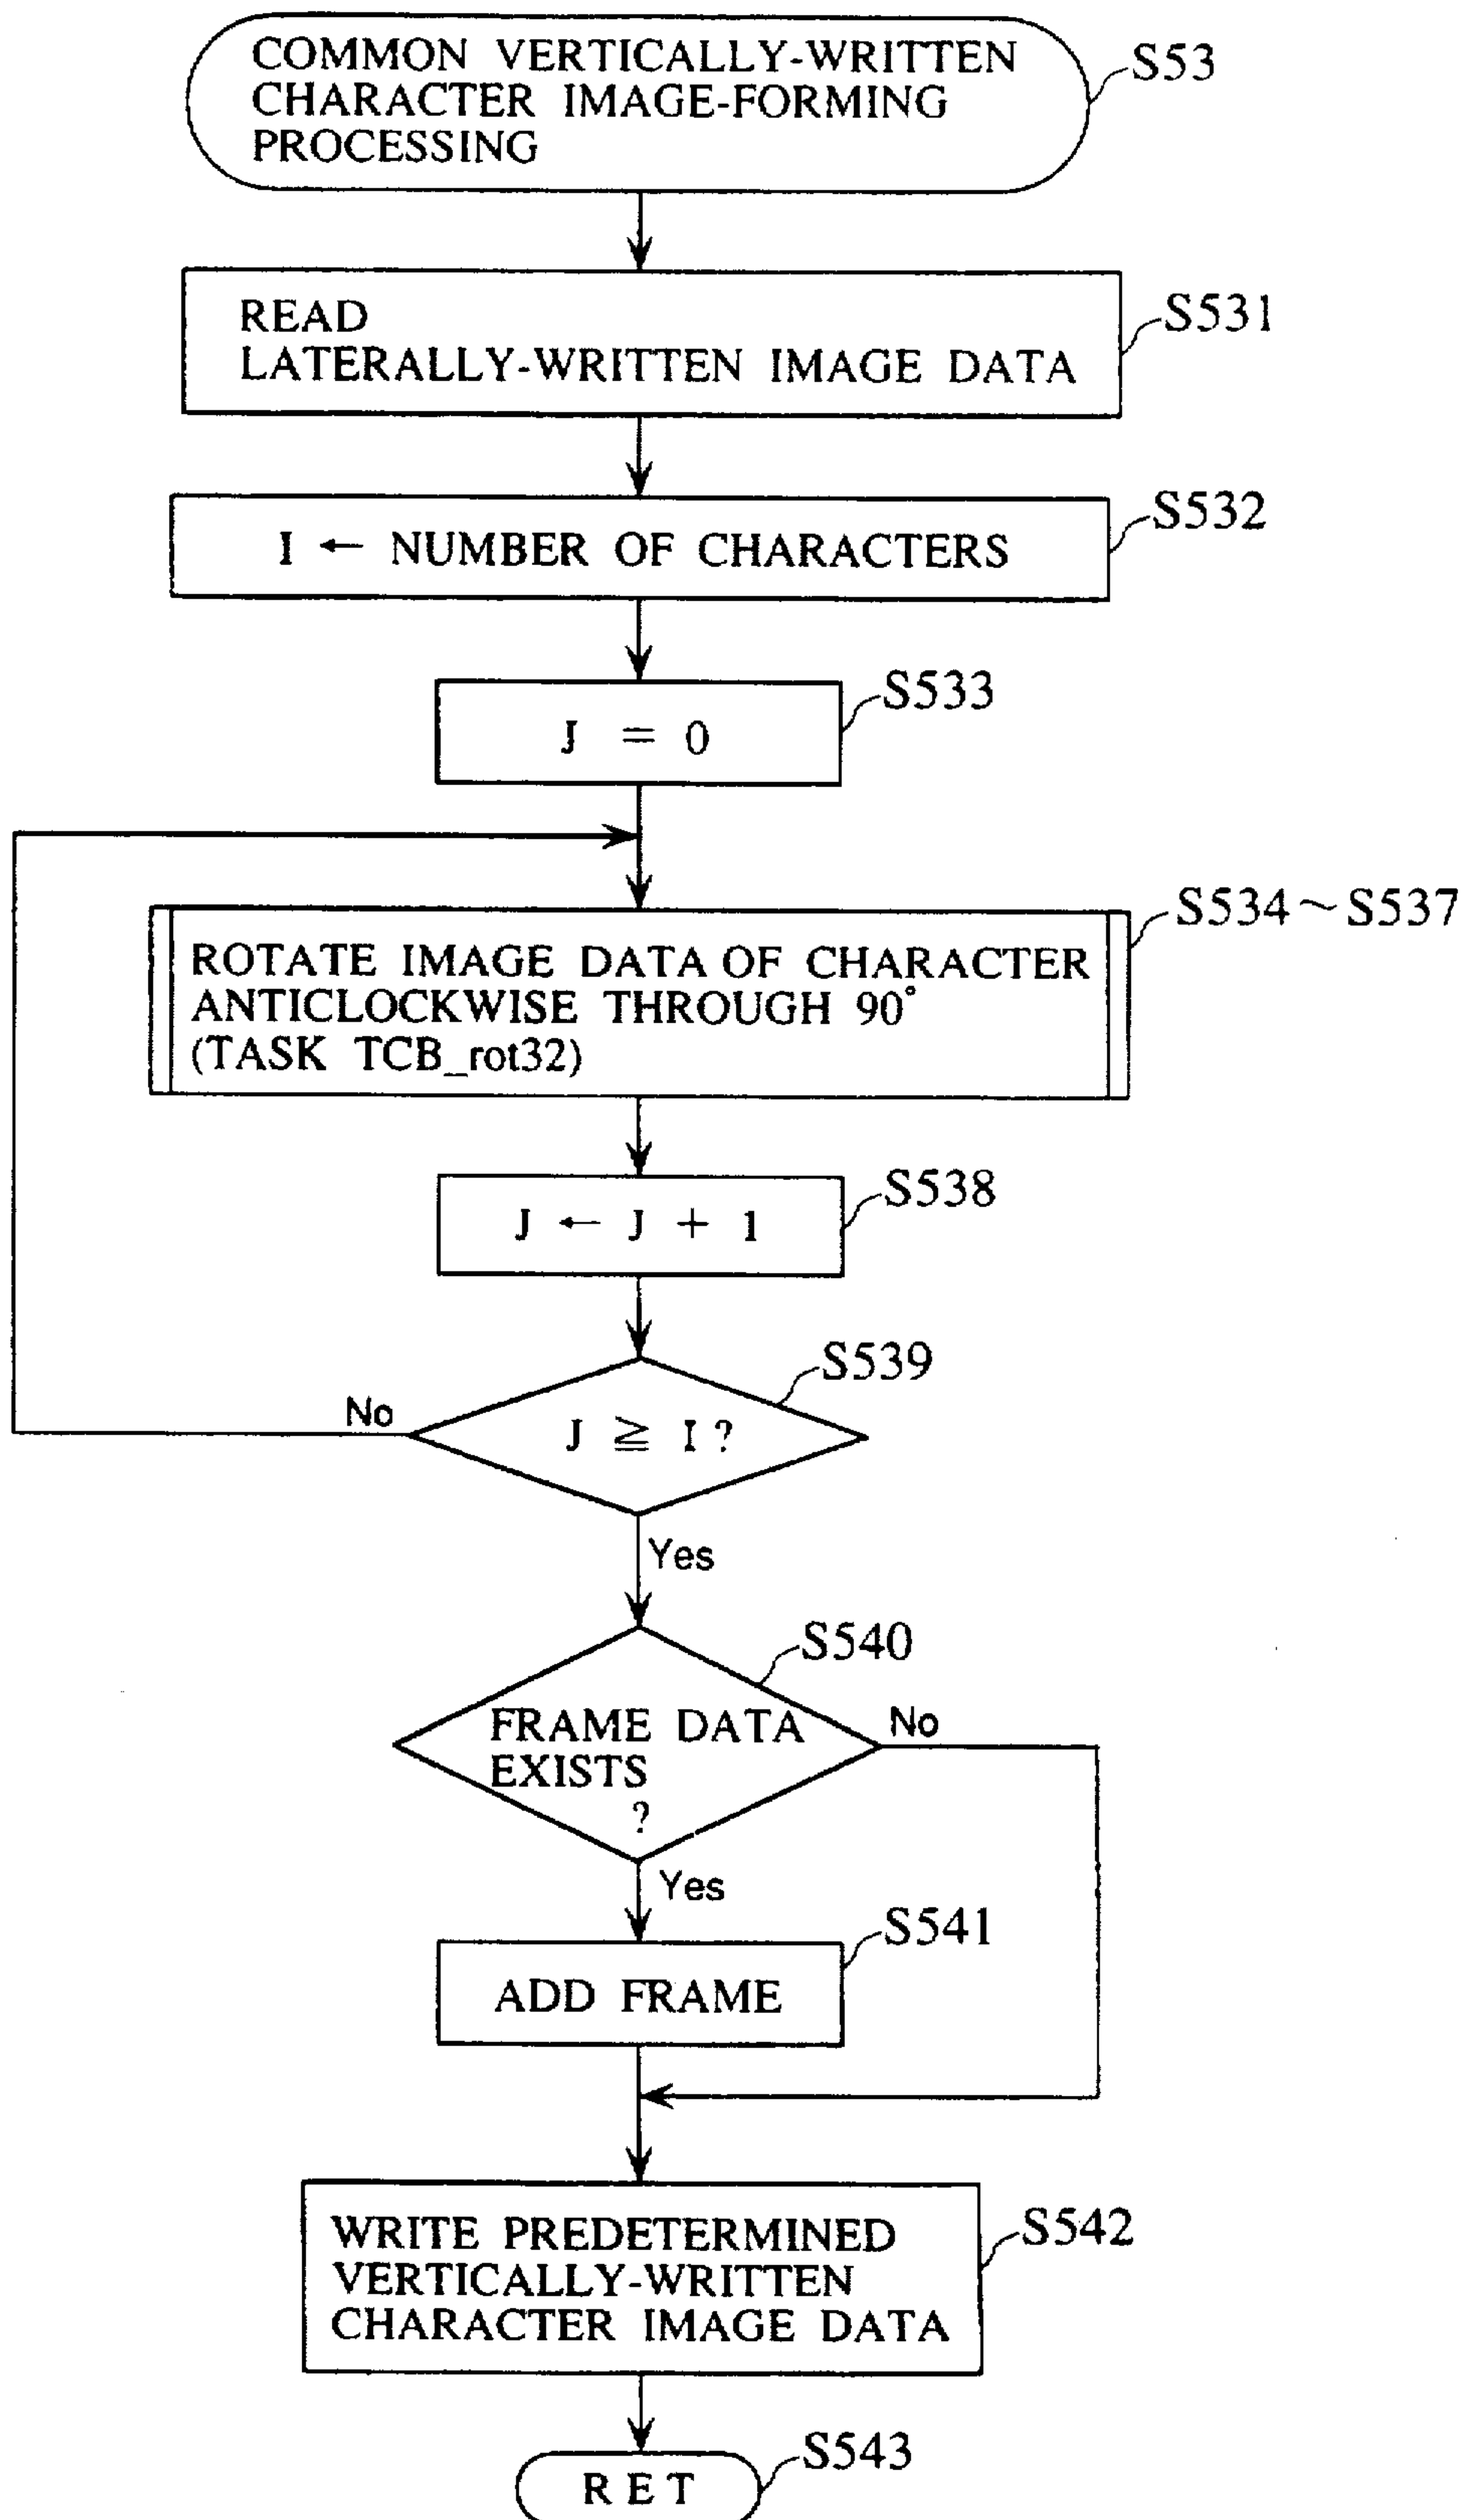 COMMON VERTICALLY-WRITTEN
CHARACTER IMAGE-FORMING
PROCESSING
S53
READ
LATERALLY-WRITTEN IMAGE DATA
S531
I ← NUMBER OF CHARACTERS
S532
J = 0
S533
ROTATE IMAGE DATA OF CHARACTER
ANTICLOCKWISE THROUGH 90°
(TASK TCB_rot32)
S534~S537
J ← J + 1
S538
J ≧ I ?
S539
No
Yes
FRAME DATA
EXISTS
?
S540
No
Yes
ADD FRAME
S541
WRITE PREDETERMINED
VERTICALLY-WRITTEN
CHARACTER IMAGE DATA
S542
RET
S543